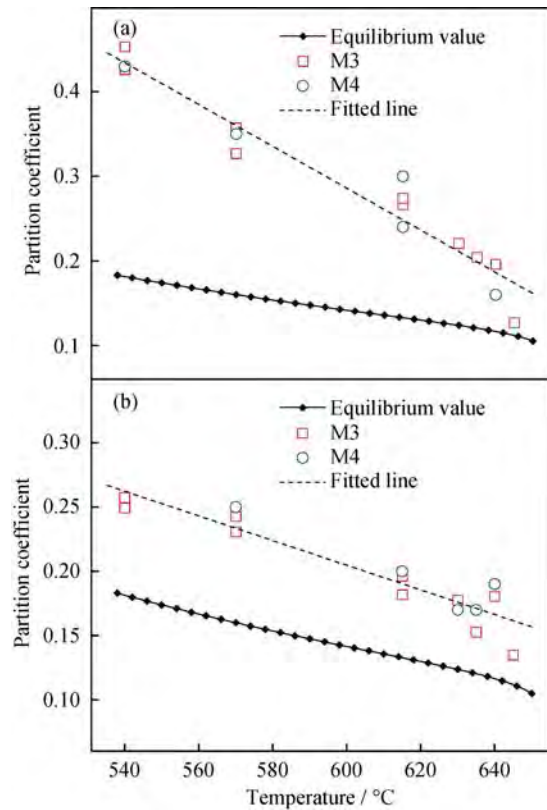 (a)
Equilibrium value
M3
M4
Fitted line
0.4
0.3
0.2
0.1
Partition coefficient
(b)
Equilibrium value
M3
M4
Fitted line
0.30
0.25
0.20
0.15
0.10
Partition coefficient
540 560 580 600 620 640
Temperature / °C